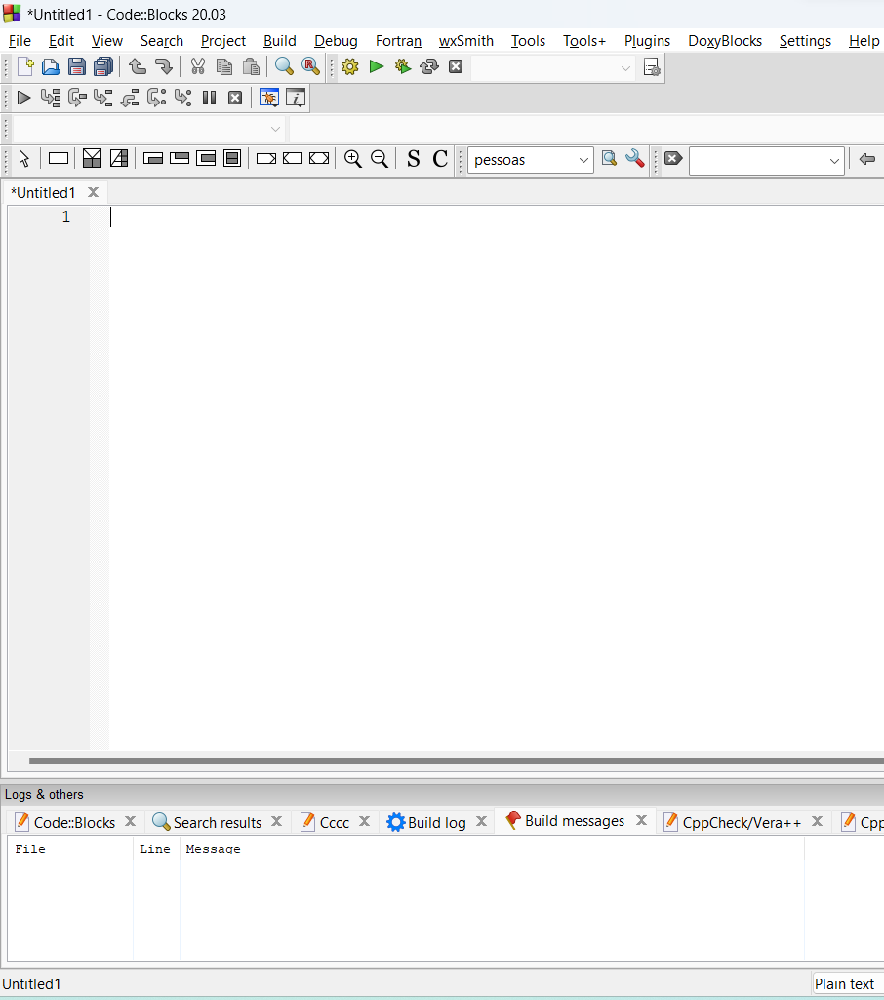 *Untitled1 - Code::Blocks 20.03
File Edit View Search Project Build Debug Fortran wxSmith Tools Tools+ Plugins DoxyBlocks Settings Help
S C pessoas
*Untitled1
1
Logs & others
Code::Blocks Search results Cccc Build log Build messages CppCheck/Vera++ Cpp
File Line Message
Untitled1 Plain text